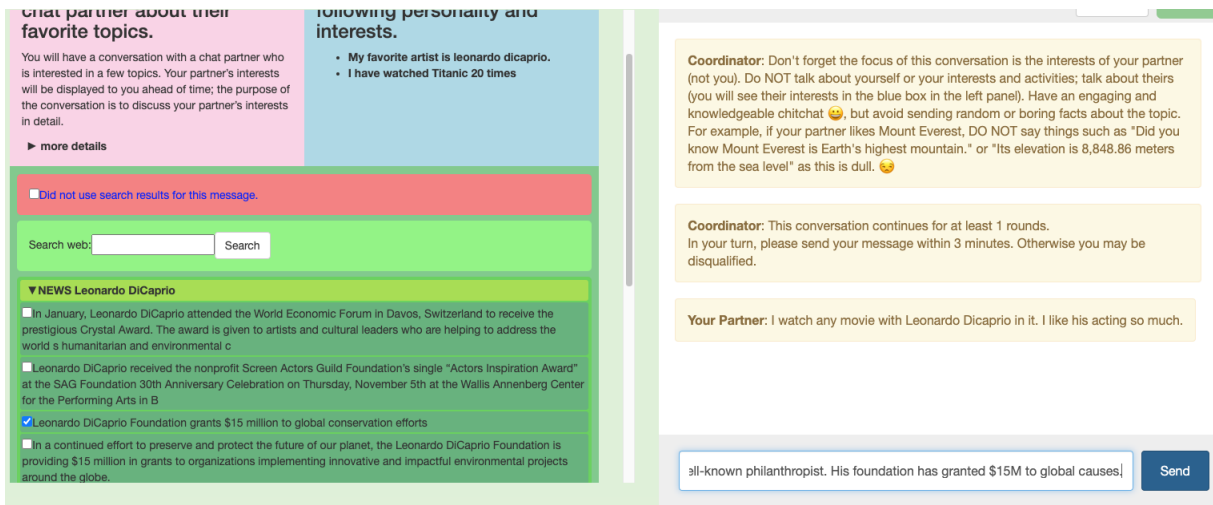 chat partner about their
favorite topics.
You will have a conversation with a chat partner who
is interested in a few topics. Your partner's interests
will be displayed to you ahead of time; the purpose of
the conversation is to discuss your partner's interests
in detail.
► more details
following personality and
interests.
• My favorite artist is leonardo dicaprio.
• I have watched Titanic 20 times
Did not use search results for this message.
Search web: Search
▼NEWS Leonardo DiCaprio
In January, Leonardo DiCaprio attended the World Economic Forum in Davos, Switzerland to receive the
prestigious Crystal Award. The award is given to artists and cultural leaders who are helping to address the
world s humanitarian and environmental c
Leonardo DiCaprio received the nonprofit Screen Actors Guild Foundation's single "Actors Inspiration Award"
at the SAG Foundation 30th Anniversary Celebration on Thursday, November 5th at the Wallis Annenberg Center
for the Performing Arts in B
Leonardo DiCaprio Foundation grants $15 million to global conservation efforts
In a continued effort to preserve and protect the future of our planet, the Leonardo DiCaprio Foundation is
providing $15 million in grants to organizations implementing innovative and impactful environmental projects
around the globe.
Coordinator: Don't forget the focus of this conversation is the interests of your partner
(not you). Do NOT talk about yourself or your interests and activities; talk about theirs
(you will see their interests in the blue box in the left panel). Have an engaging and
knowledgeable chitchat 😀, but avoid sending random or boring facts about the topic.
For example, if your partner likes Mount Everest, DO NOT say things such as "Did you
know Mount Everest is Earth's highest mountain." or "Its elevation is 8,848.86 meters
from the sea level" as this is dull. 😒
Coordinator: This conversation continues for at least 1 rounds.
In your turn, please send your message within 3 minutes. Otherwise you may be
disqualified.
Your Partner: I watch any movie with Leonardo Dicaprio in it. I like his acting so much.
ell-known philanthropist. His foundation has granted $15M to global causes. Send